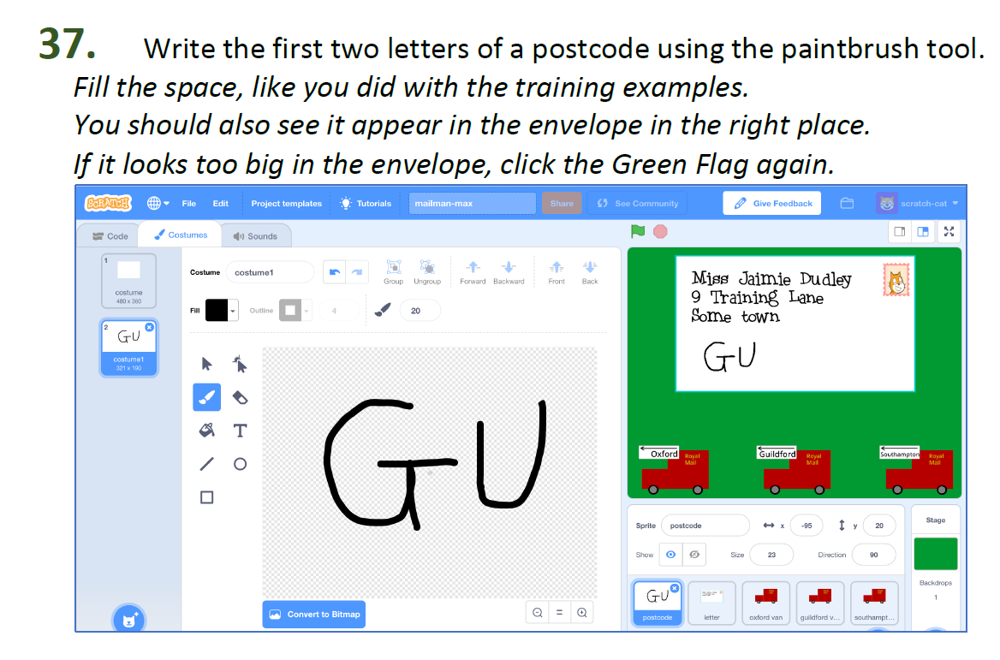 37. Write the first two letters of a postcode using the paintbrush tool.
Fill the space, like you did with the training examples.
You should also see it appear in the envelope in the right place.
If it looks too big in the envelope, click the Green Flag again.
SCRATCH File Edit Project templates Tutorials mailman-max Share See Community Give Feedback scratch-cat
Code Costumes Sounds
1
costume
480 x 360
2
GU
costume1
321 x 190
Costume costume1 Group Ungroup Forward Backward Front Back
Fill Outline 4 20
T
GU
Convert to Bitmap
Miss Jaimie Dudley
9 Training Lane
Some town
GU
Oxford Royal Mail
Guildford Royal Mail
Southampton Royal Mail
Sprite postcode x -95 y 20
Show Size 23 Direction 90
GU
postcode letter oxford van guildford v... southampt...
Stage
Backdrops
1